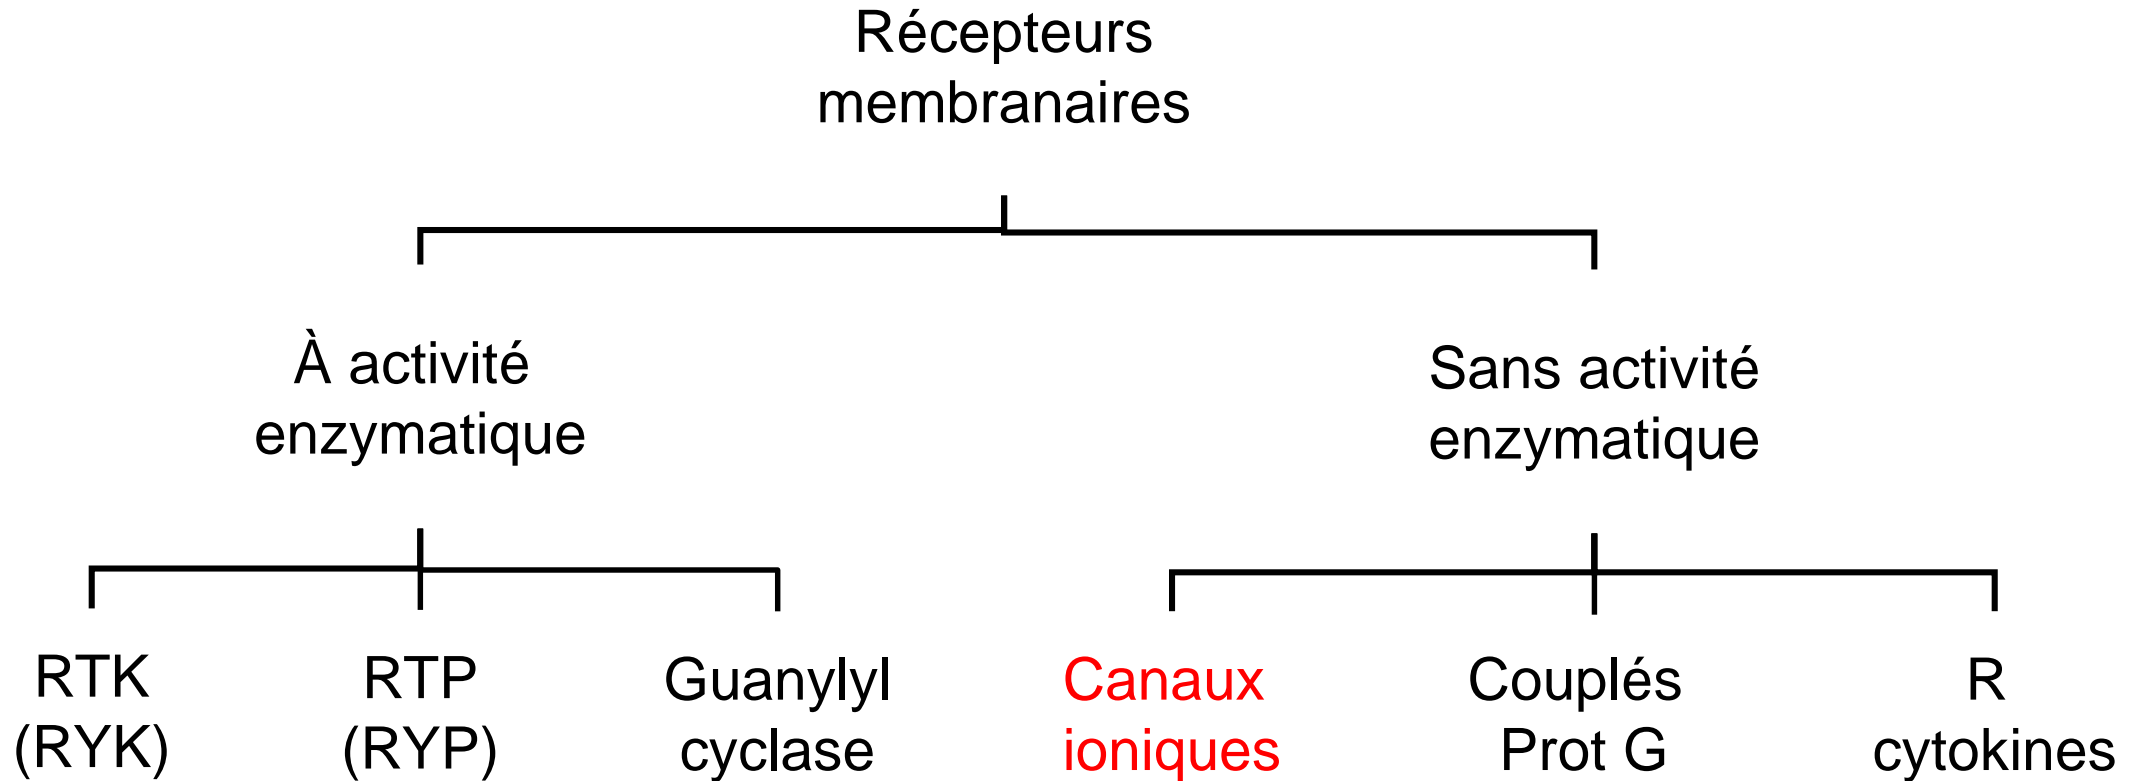 Récepteurs
membranaires
À activité
enzymatique
Sans activité
enzymatique
RTK
(RYK)
RTP
(RYP)
Guanylyl
cyclase
Canaux
ioniques
Couplés
Prot G
R
cytokines